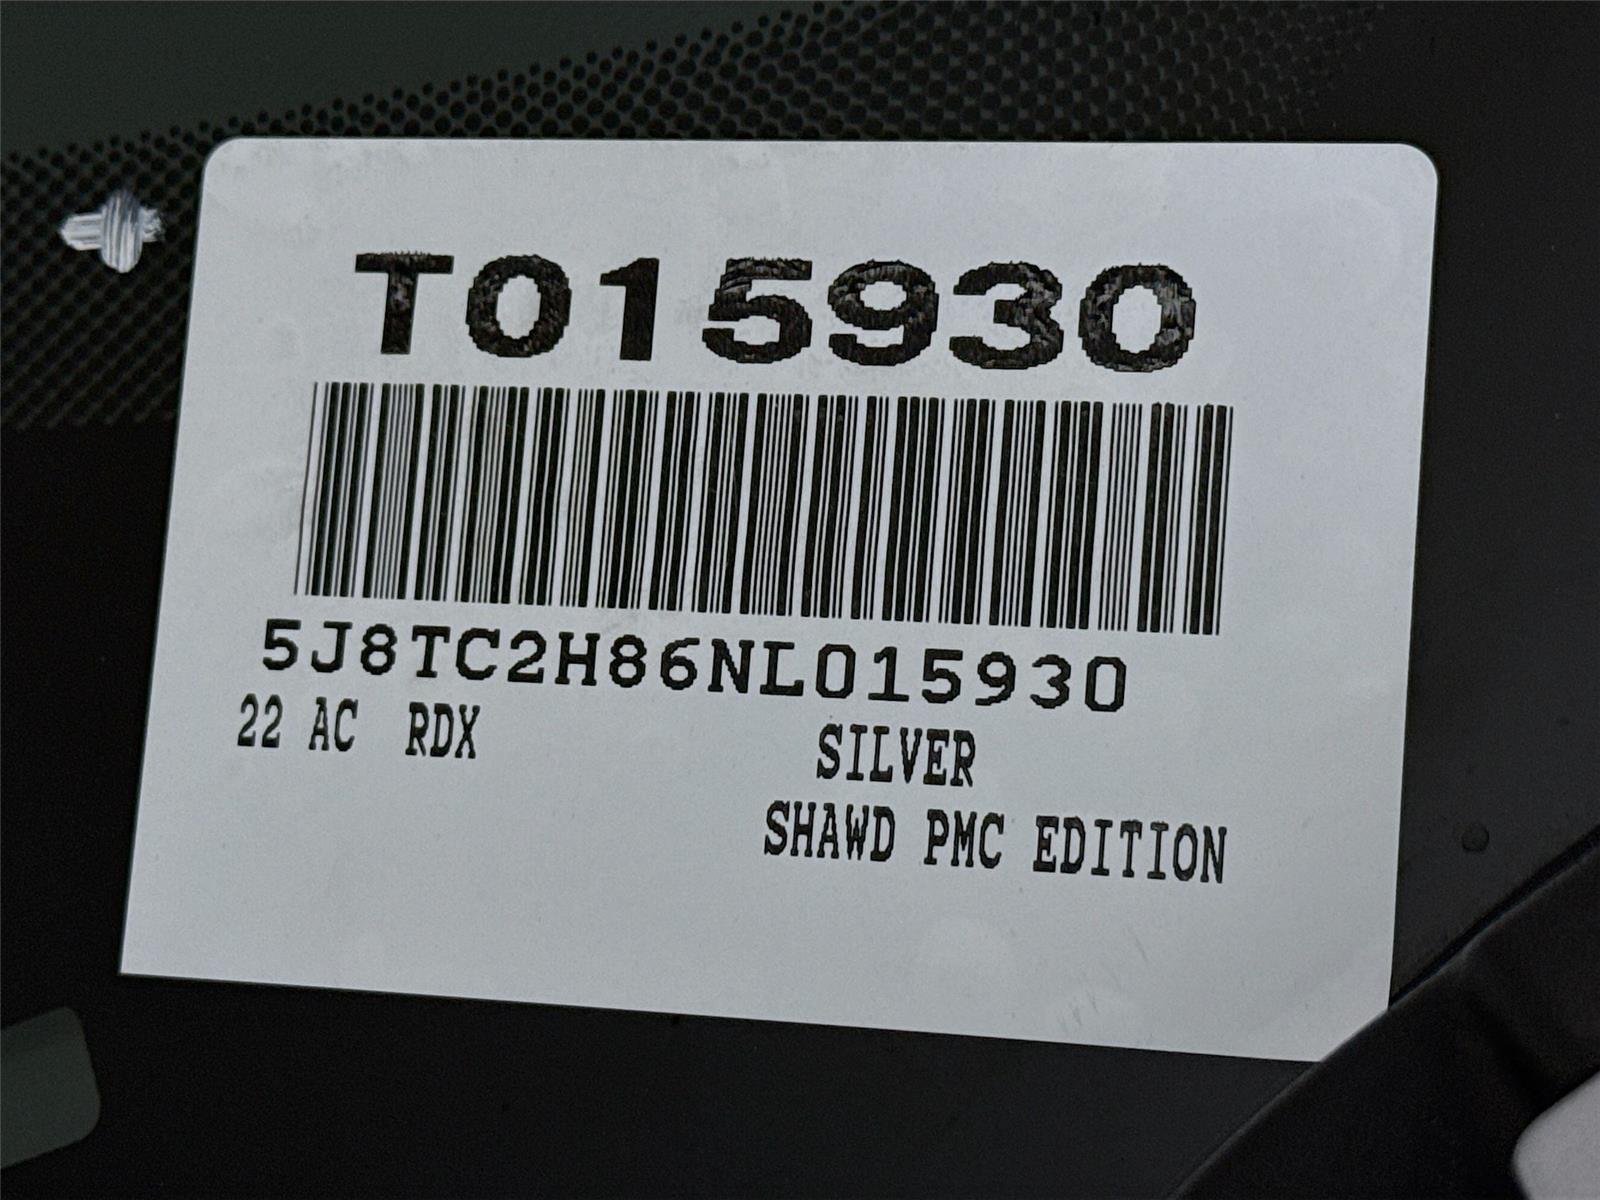 T015930
5J8TC2H86NL015930
22 AC RDX SILVER
SHAWD PMC EDITION